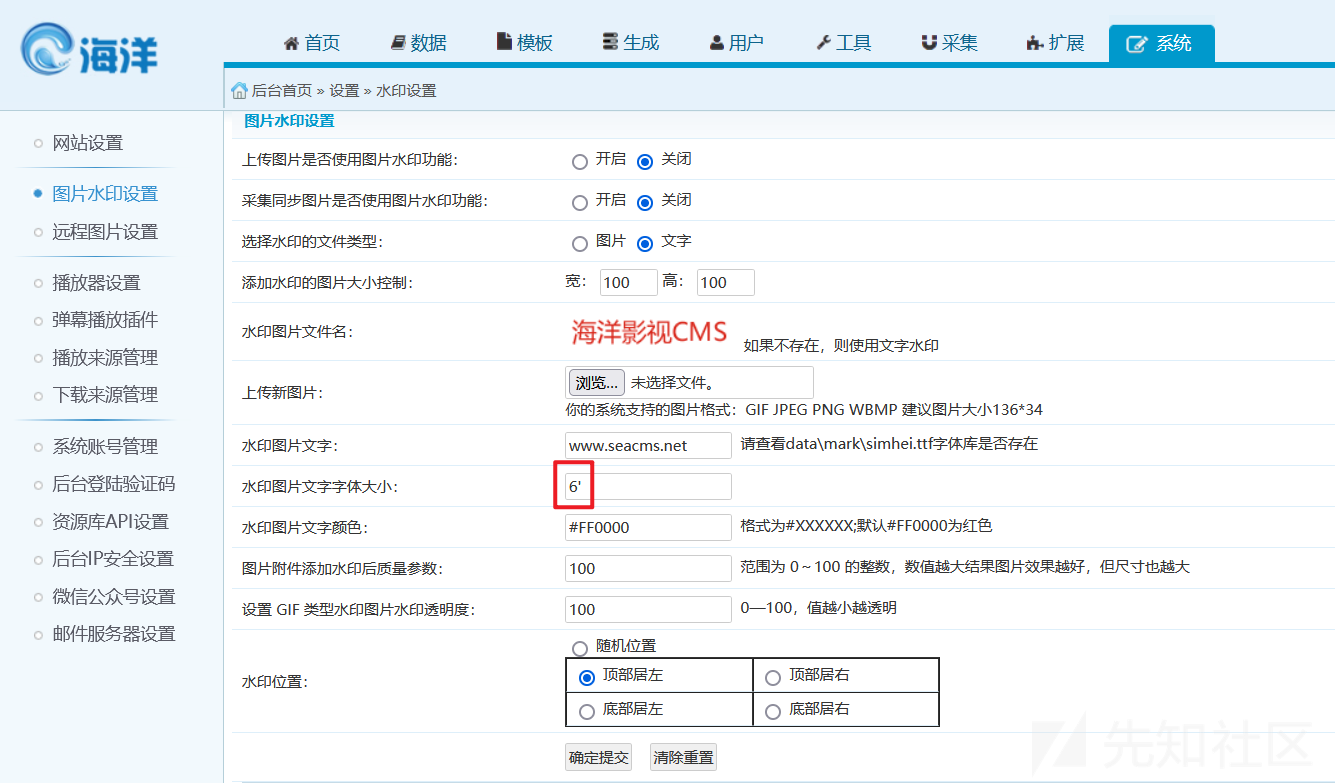 海洋
首页 数据 模板 生成 用户 工具 采集 扩展 系统
后台首页 » 设置 » 水印设置
网站设置
图片水印设置
远程图片设置
播放器设置
弹幕播放插件
播放来源管理
下载来源管理
系统账号管理
后台登陆验证码
资源库API设置
后台IP安全设置
微信公众号设置
邮件服务器设置
图片水印设置
上传图片是否使用图片水印功能: 开启 关闭
采集同步图片是否使用图片水印功能: 开启 关闭
选择水印的文件类型: 图片 文字
添加水印的图片大小控制: 宽: 100 高: 100
水印图片文件名: 海洋影视CMS 如果不存在，则使用文字水印
上传新图片: 浏览... 未选择文件。
你的系统支持的图片格式：GIF JPEG PNG WBMP 建议图片大小136*34
水印图片文字: www.seacms.net 请查看data\mark\simhei.ttf字体库是否存在
水印图片文字字体大小: 6'
水印图片文字颜色: #FF0000 格式为#XXXXXX;默认#FF0000为红色
图片附件添加水印后质量参数: 100 范围为 0～100 的整数，数值越大结果图片效果越好，但尺寸也越大
设置 GIF 类型水印图片水印透明度: 100 0—100，值越小越透明
水印位置: 随机位置
顶部居左 顶部居右
底部居左 底部居右
确定提交 清除重置
先知社区